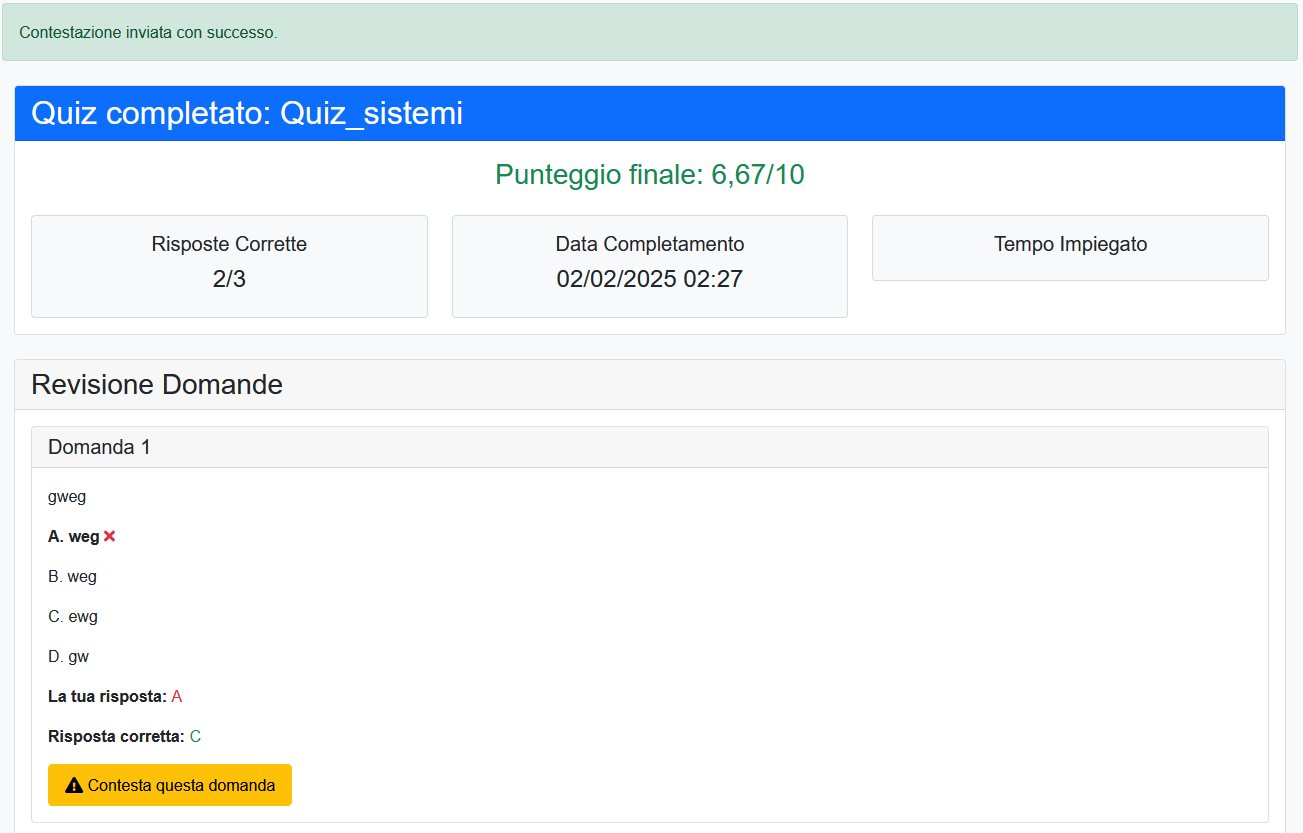 Contestazione inviata con successo.
Quiz completato: Quiz_sistemi
Punteggio finale: 6,67/10
Risposte Corrette
2/3
Data Completamento
02/02/2025 02:27
Tempo Impiegato
Revisione Domande
Domanda 1
gweg
A. weg
B. weg
C. ewg
D. gw
La tua risposta: A
Risposta corretta: C
Contesta questa domanda